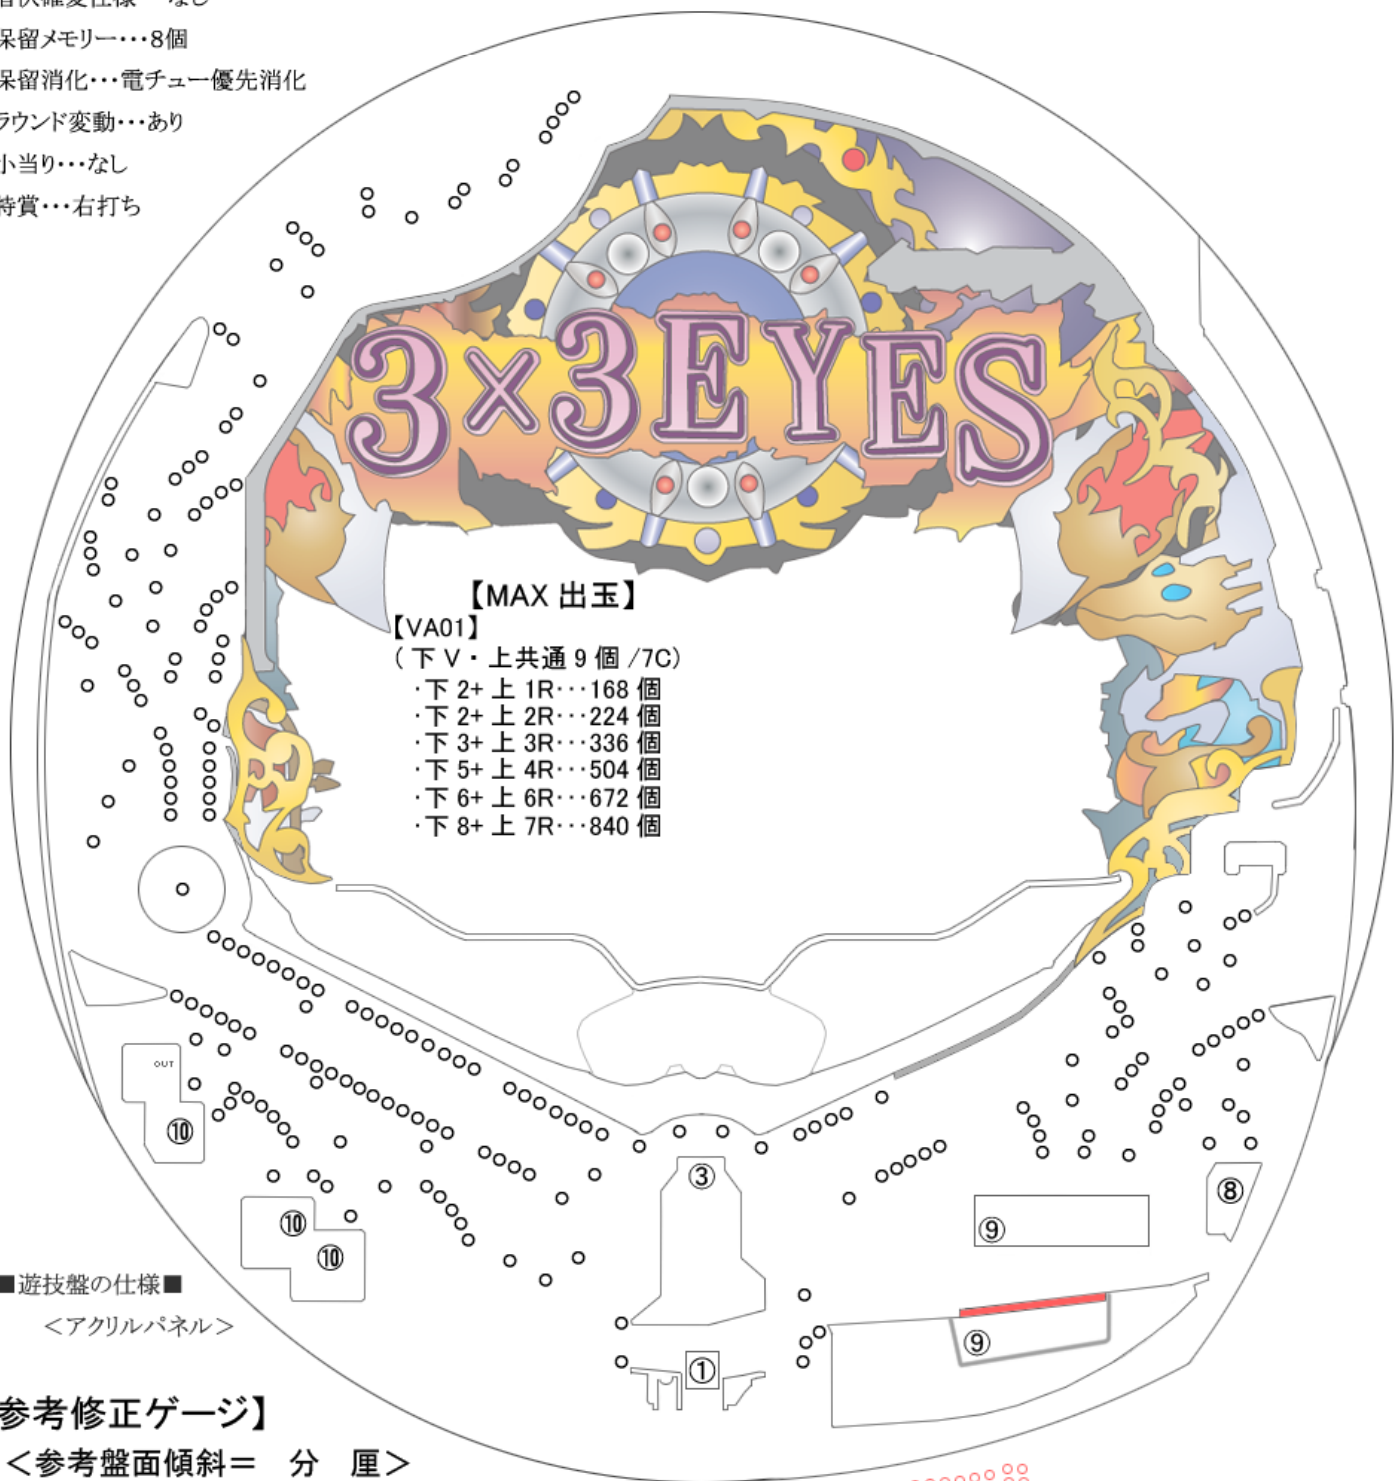 保留メモリー･･･8個
保留消化･･･電チュー優先消化
ラウンド変動･･･あり
小当り･･･なし
特賞･･･右打ち
3×3EYES
【MAX 出玉】
【VA01】
( 下 V ・ 上共通 9 個 /7C)
･下 2+ 上 1R･･･168 個
･下 2+ 上 2R･･･224 個
･下 3+ 上 3R･･･336 個
･下 5+ 上 4R･･･504 個
･下 6+ 上 6R･･･672 個
･下 8+ 上 7R･･･840 個
OUT
⑩
③
⑧
⑩
⑨
⑩
■遊技盤の仕様■
＜アクリルパネル＞
⑨
①
参考修正ゲージ】
＜参考盤面傾斜＝　分　厘＞